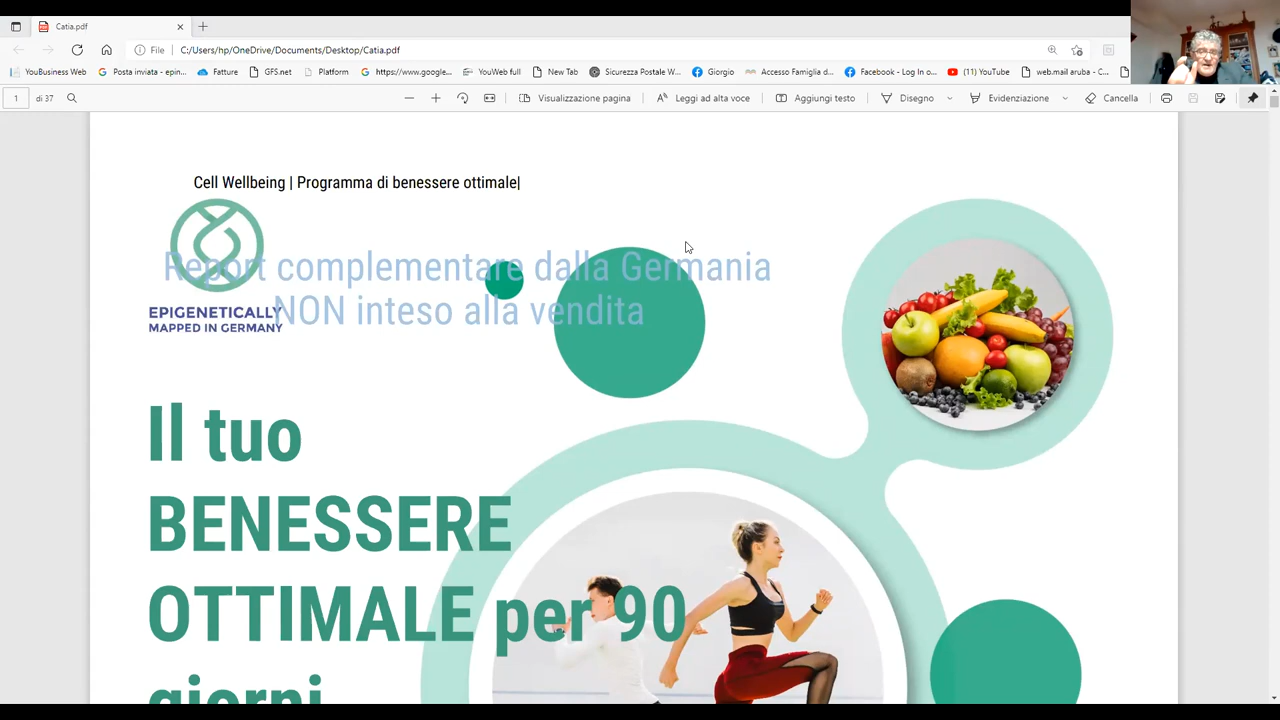 Catia.pdf
File C:/Users/hp/OneDrive/Documents/Desktop/Catia.pdf
YouBusiness Web Posta inviata - epin... Fatture GFS.net Platform https://www.google... YouWeb full New Tab Sicurezza Postale W... Giorgio Accesso Famiglia d... Facebook - Log In o... (11) YouTube web.mail aruba - C...
1 di 37 Visualizzazione pagina Leggi ad alta voce Aggiungi testo Disegno Evidenziazione Cancella
Cell Wellbeing | Programma di benessere ottimale|
Report complementare dalla Germania
NON inteso alla vendita
EPIGENETICALLY
MAPPED IN GERMANY
Il tuo
BENESSERE
OTTIMALE per 90
giorni